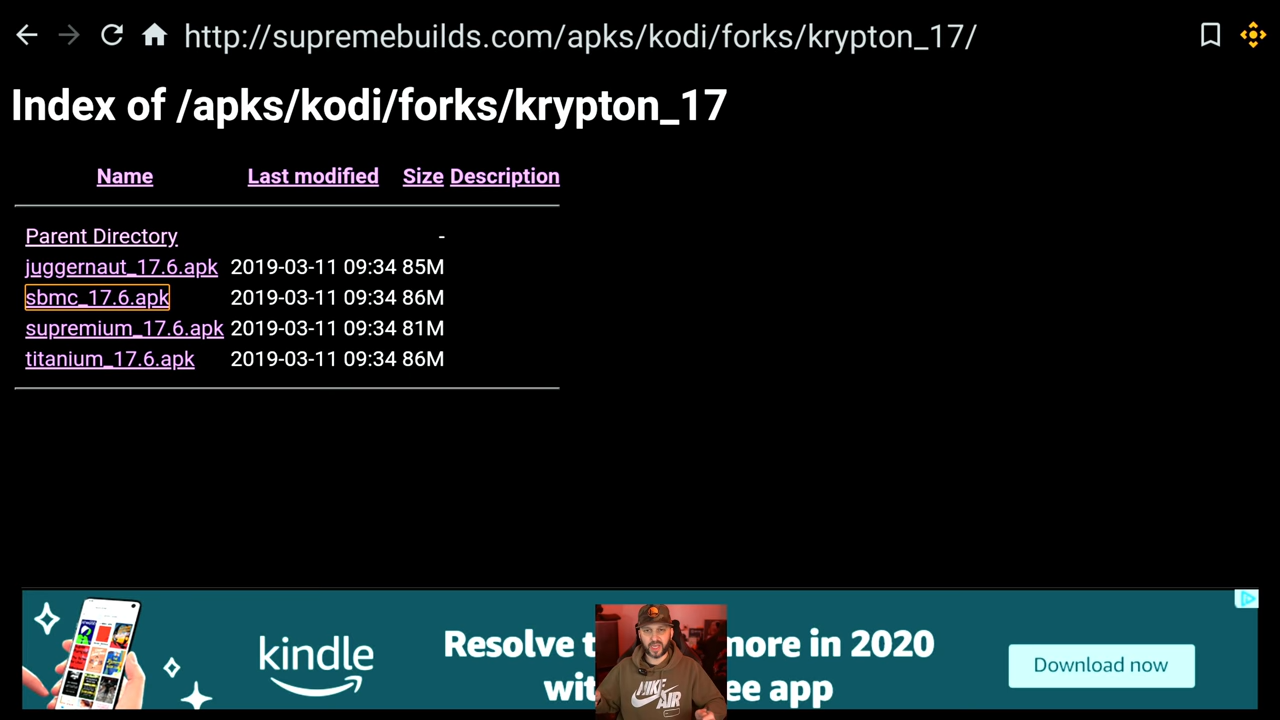 http://supremebuilds.com/apks/kodi/forks/krypton_17/
Index of /apks/kodi/forks/krypton_17
Name Last modified Size Description
Parent Directory -
juggernaut_17.6.apk 2019-03-11 09:34 85M
sbmc_17.6.apk 2019-03-11 09:34 86M
supremium_17.6.apk 2019-03-11 09:34 81M
titanium_17.6.apk 2019-03-11 09:34 86M
kindle
Resolve in 2020
app
Download now
NIKE
AIR